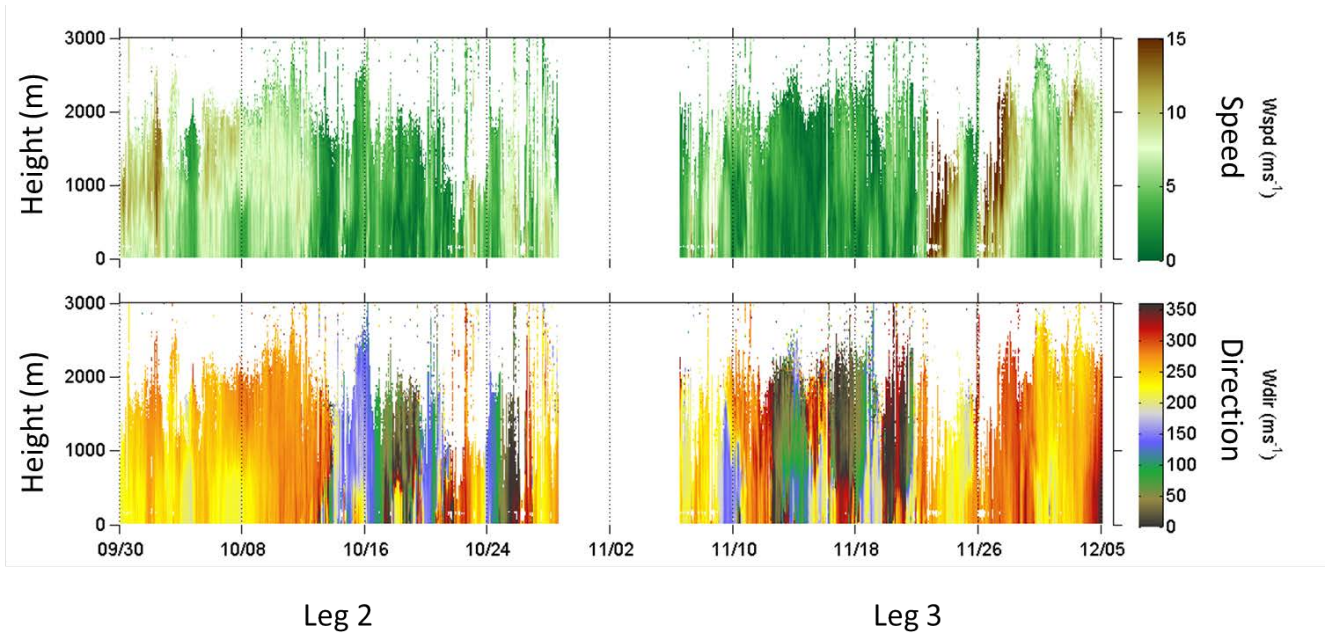 3000
2000
1000
0
Height (m)
15
10
5
0
Wspd (ms-1)
Speed
3000
2000
1000
0
Height (m)
350
300
250
200
150
100
50
0
Wdir (ms-1)
Direction
09/30 10/08 10/16 10/24 11/02 11/10 11/18 11/26 12/05
Leg 2 Leg 3